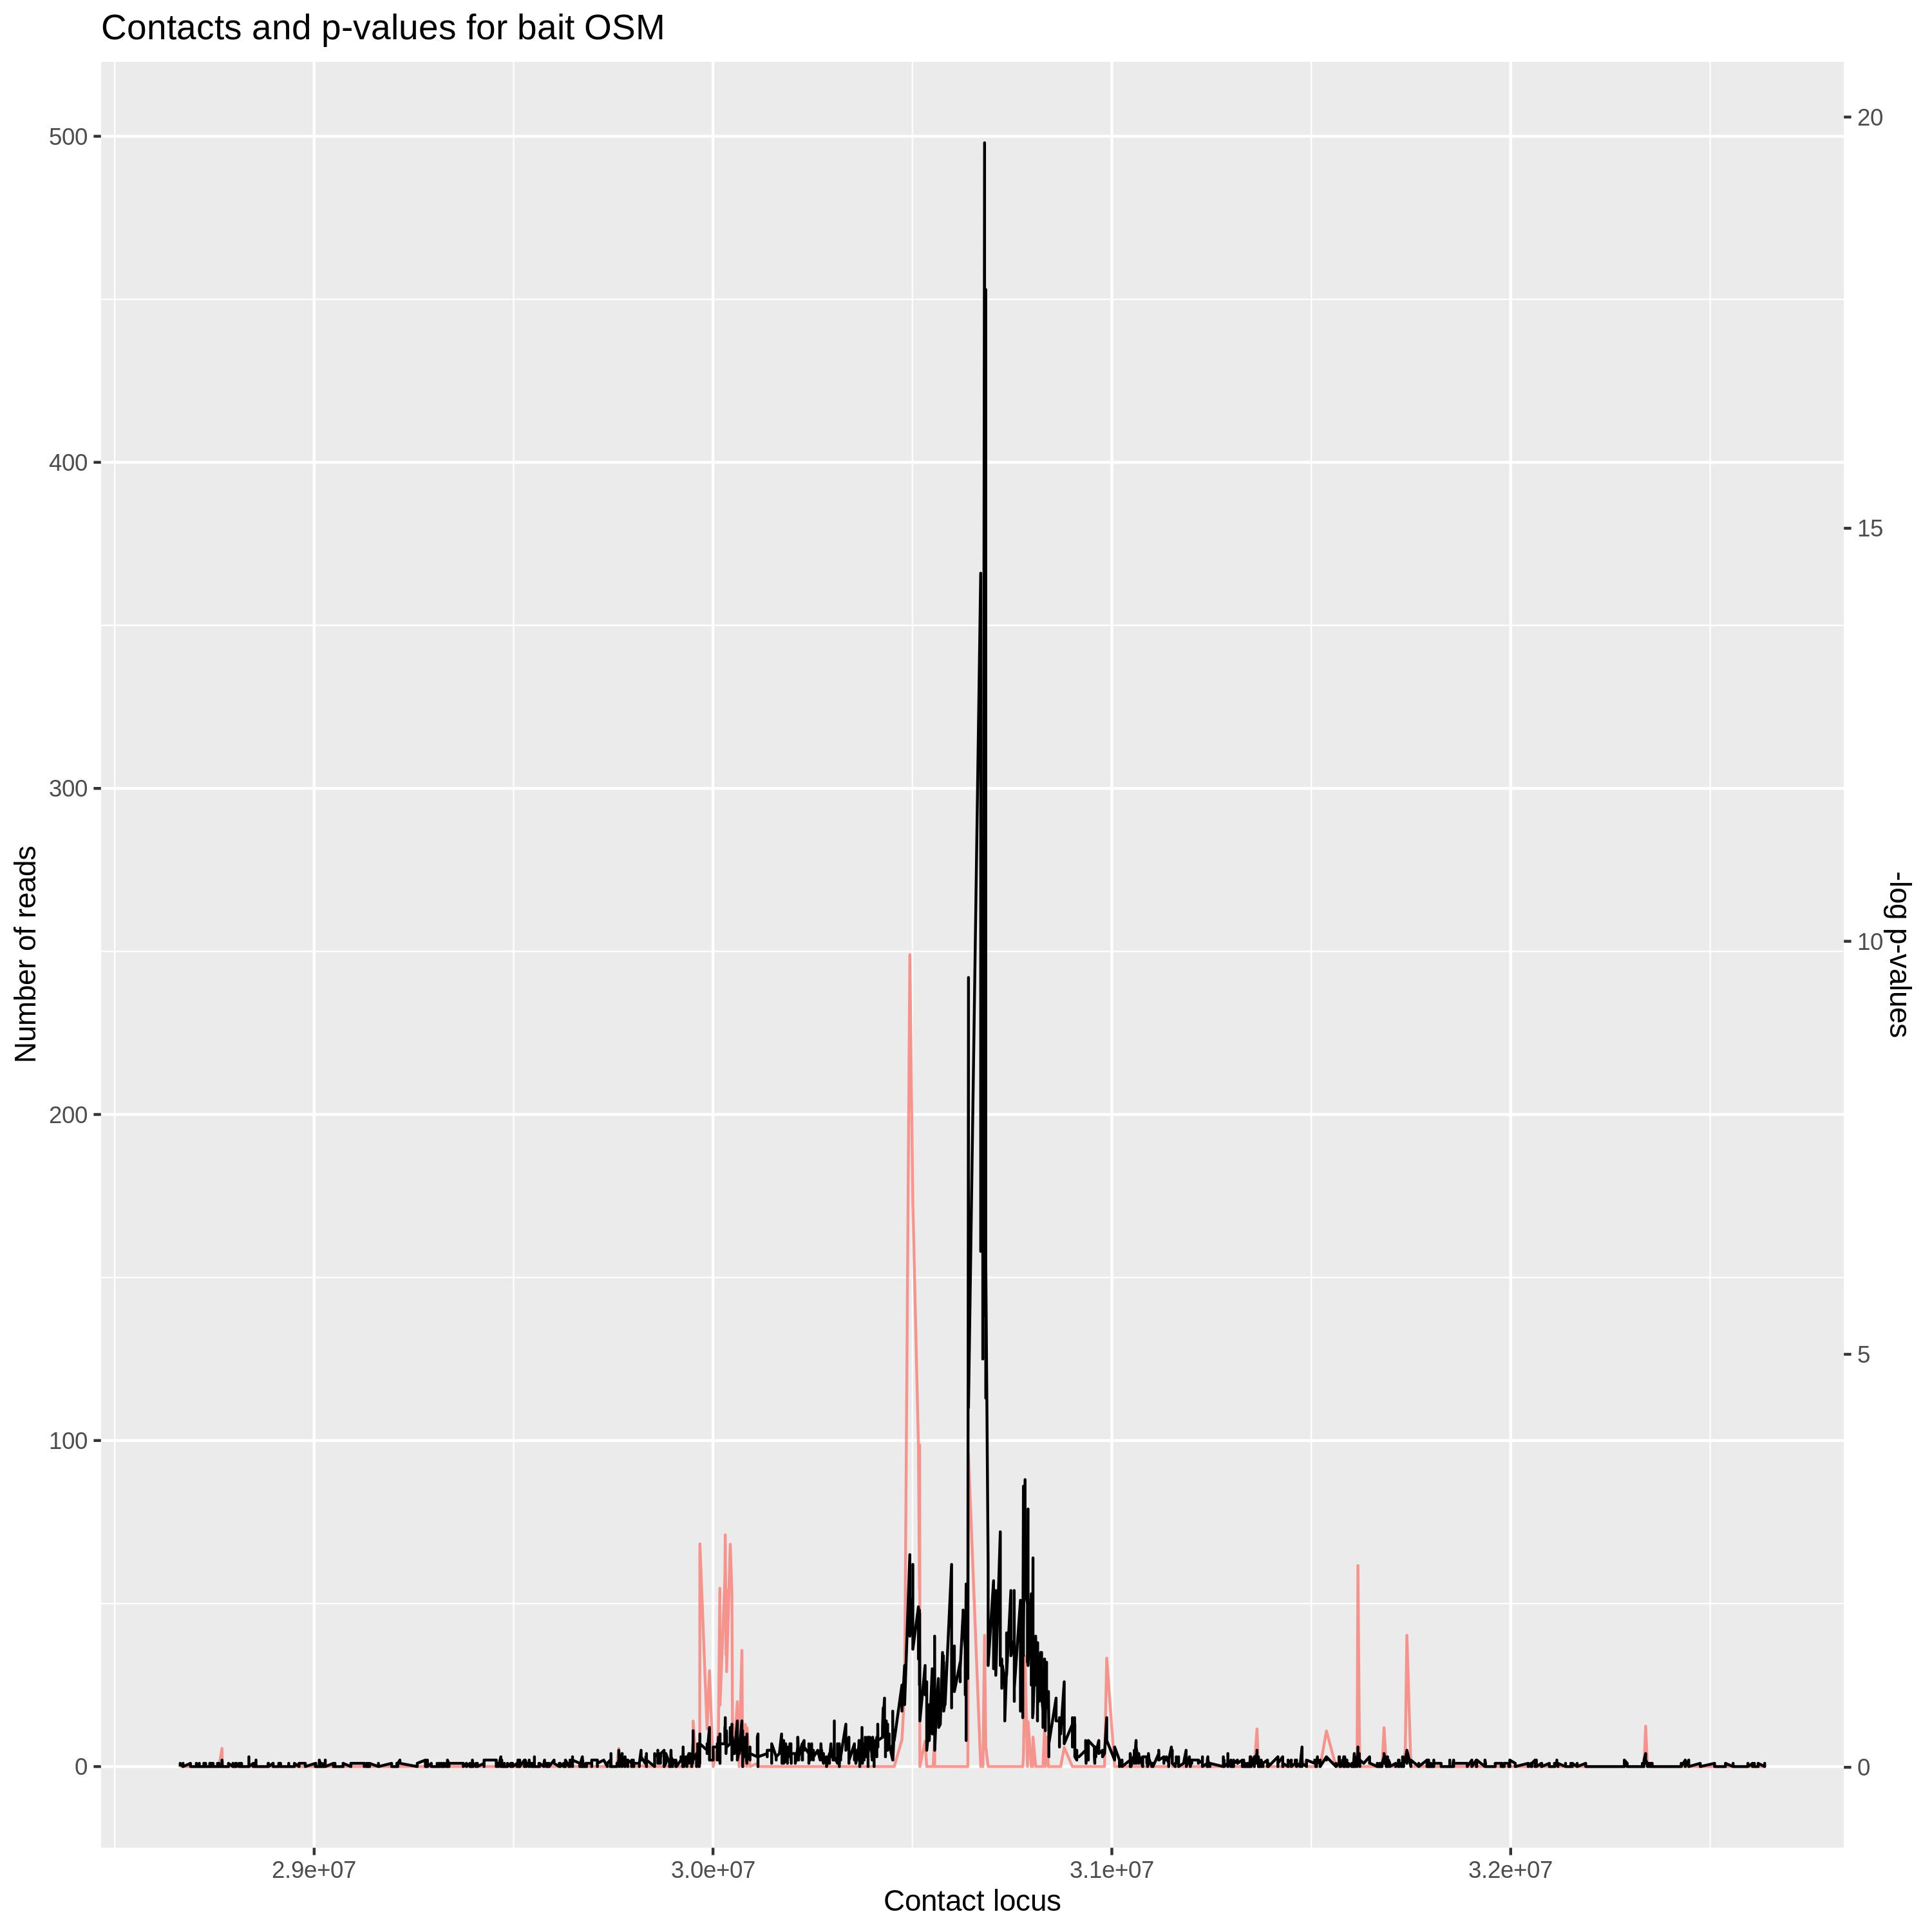 Contacts and p-values for bait OSM
500
400
300
200
100
0
Number of reads
20
15
10
5
0
-log p-values
2.9e+07
3.0e+07
3.1e+07
3.2e+07
Contact locus